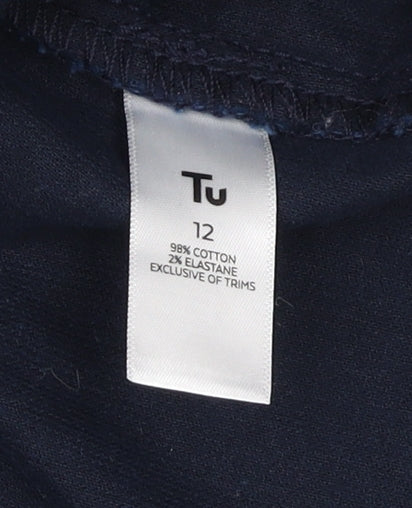 Tu
12
98% COTTON
2% ELASTANE
EXCLUSIVE OF TRIMS